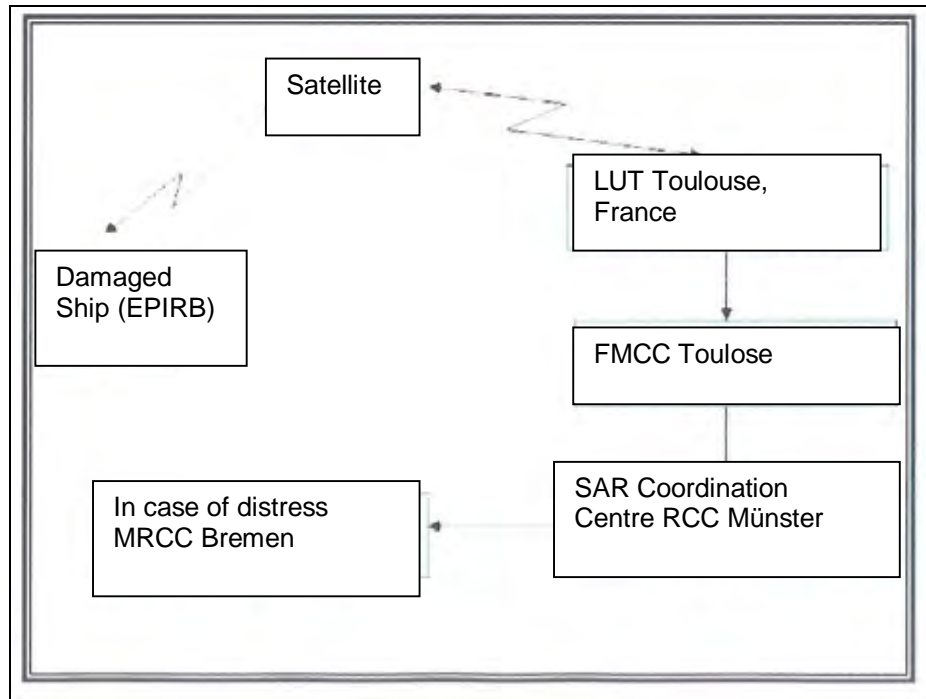 Satellite
LUT Toulouse,
France
Damaged
Ship (EPIRB)
FMCC Toulose
SAR Coordination
Centre RCC Münster
In case of distress
MRCC Bremen